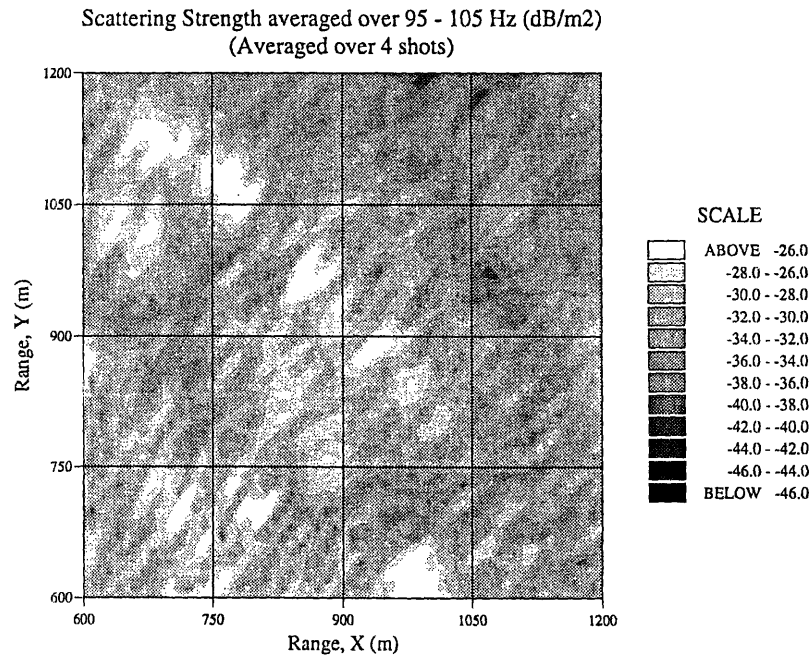 Scattering Strength averaged over 95 - 105 Hz (dB/m2)
(Averaged over 4 shots)
1200
1050
900
750
600
Range, Y (m)
600 750 900 1050 1200
Range, X (m)
SCALE
ABOVE -26.0
-28.0 - -26.0
-30.0 - -28.0
-32.0 - -30.0
-34.0 - -32.0
-36.0 - -34.0
-38.0 - -36.0
-40.0 - -38.0
-42.0 - -40.0
-44.0 - -42.0
-46.0 - -44.0
BELOW -46.0